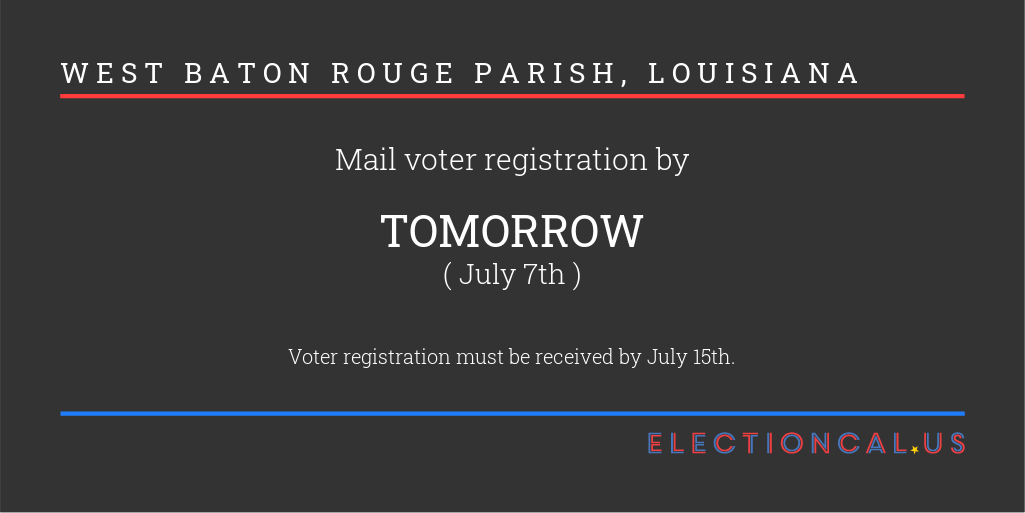 WEST BATON ROUGE PARISH, LOUISIANA
Mail voter registration by
TOMORROW
( July 7th )
Voter registration must be received by July 15th.
ELECTIONCAL.US